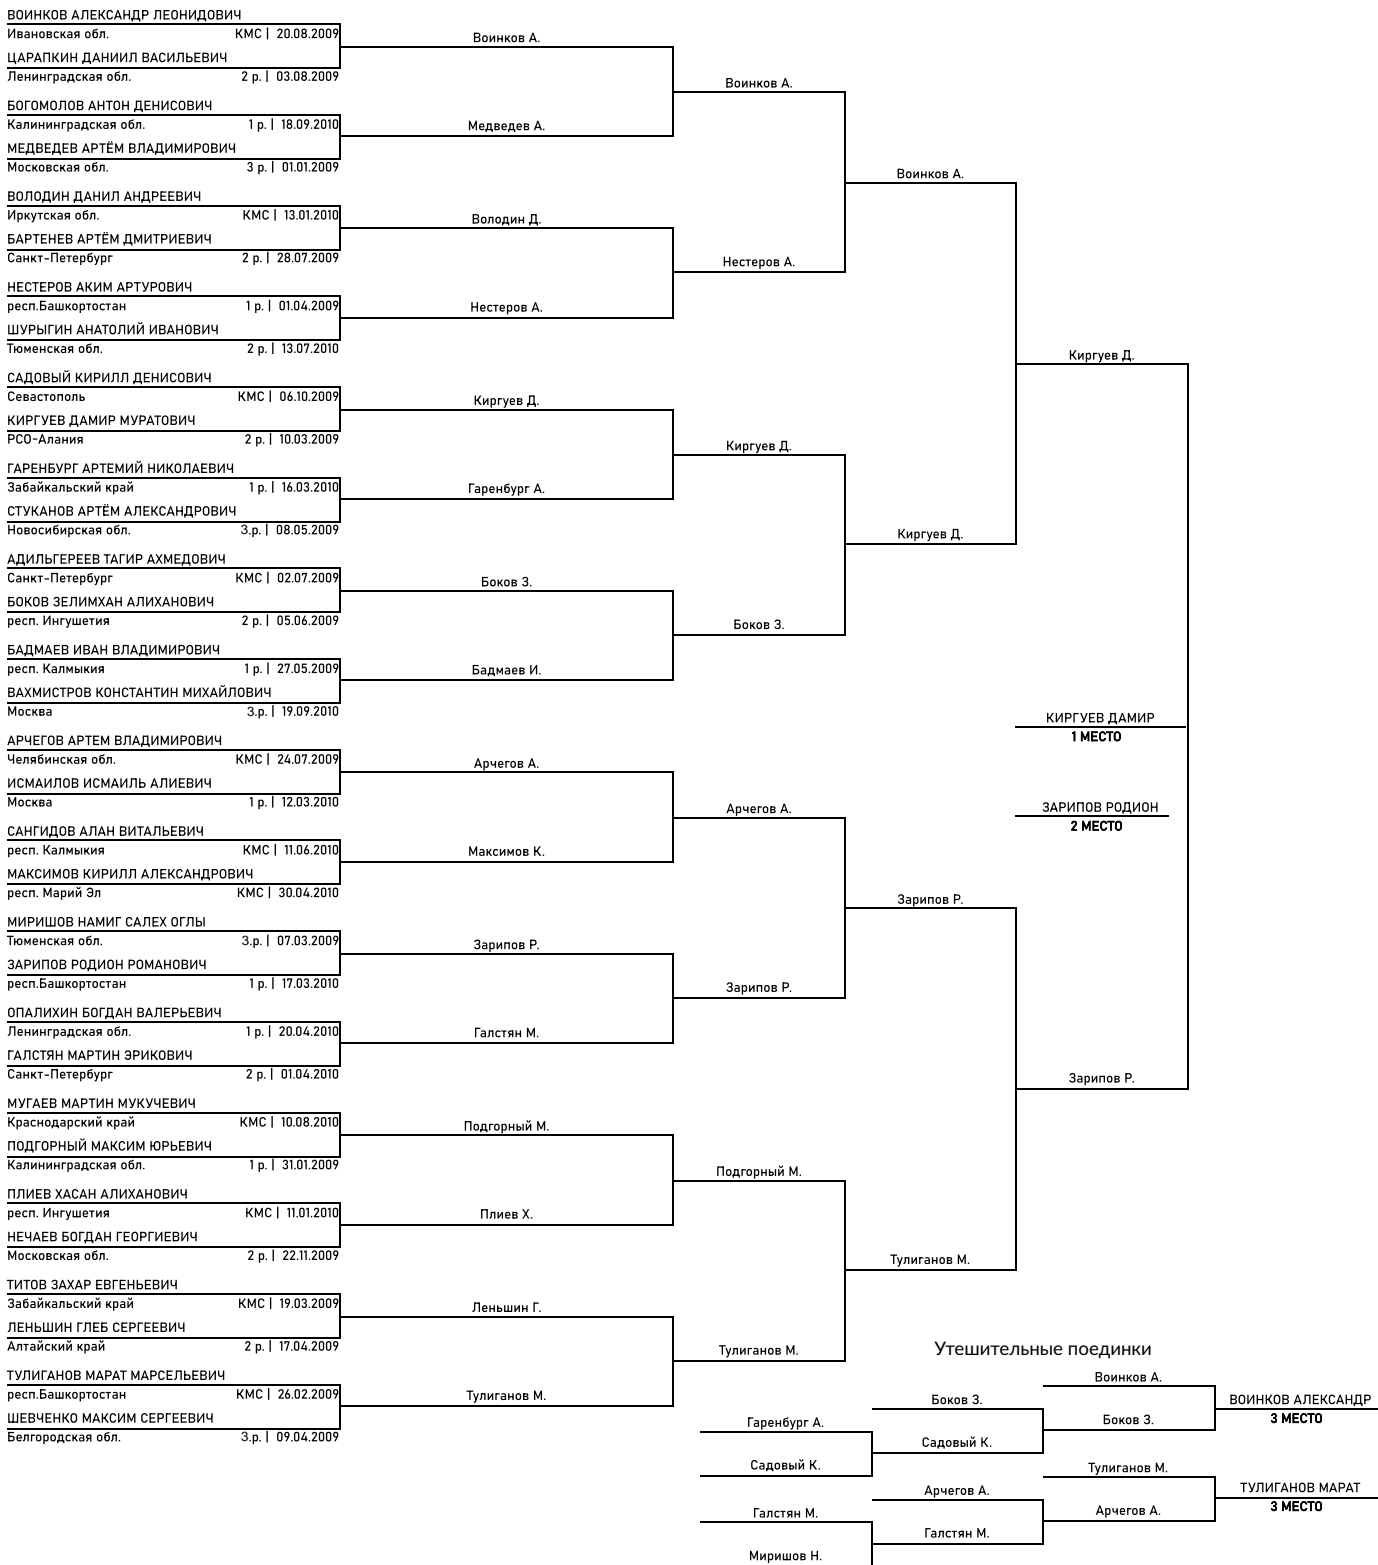 ВОИНКОВ АЛЕКСАНДР ЛЕОНИДОВИЧ
Ивановская обл. КМС | 20.08.2009
ЦАРАПКИН ДАНИИЛ ВАСИЛЬЕВИЧ
Ленинградская обл. 2 р. | 03.08.2009
БОГОМОЛОВ АНТОН ДЕНИСОВИЧ
Калининградская обл. 1 р. | 18.09.2010
МЕДВЕДЕВ АРТЁМ ВЛАДИМИРОВИЧ
Московская обл. 3 р. | 01.01.2009
ВОЛОДИН ДАНИЛ АНДРЕЕВИЧ
Иркутская обл. КМС | 13.01.2010
БАРТЕНЕВ АРТЁМ ДМИТРИЕВИЧ
Санкт-Петербург 2 р. | 28.07.2009
НЕСТЕРОВ АКИМ АРТУРОВИЧ
респ.Башкортостан 1 р. | 01.04.2009
ШУРЫГИН АНАТОЛИЙ ИВАНОВИЧ
Тюменская обл. 2 р. | 13.07.2010
САДОВЫЙ КИРИЛЛ ДЕНИСОВИЧ
Севастополь КМС | 06.10.2009
КИРГУЕВ ДАМИР МУРАТОВИЧ
РСО-Алания 2 р. | 10.03.2009
ГАРЕНБУРГ АРТЕМИЙ НИКОЛАЕВИЧ
Забайкальский край 1 р. | 16.03.2010
СТУКАНОВ АРТЁМ АЛЕКСАНДРОВИЧ
Новосибирская обл. 3.р. | 08.05.2009
АДИЛЬГЕРЕЕВ ТАГИР АХМЕДОВИЧ
Санкт-Петербург КМС | 02.07.2009
БОКОВ ЗЕЛИМХАН АЛИХАНОВИЧ
респ. Ингушетия 2 р. | 05.06.2009
БАДМАЕВ ИВАН ВЛАДИМИРОВИЧ
респ. Калмыкия 1 р. | 27.05.2009
ВАХМИСТРОВ КОНСТАНТИН МИХАЙЛОВИЧ
Москва 3.р. | 19.09.2010
АРЧЕГОВ АРТЕМ ВЛАДИМИРОВИЧ
Челябинская обл. КМС | 24.07.2009
ИСМАИЛОВ ИСМАИЛЬ АЛИЕВИЧ
Москва 1 р. | 12.03.2010
САНГИДОВ АЛАН ВИТАЛЬЕВИЧ
респ. Калмыкия КМС | 11.06.2010
МАКСИМОВ КИРИЛЛ АЛЕКСАНДРОВИЧ
респ. Марий Эл КМС | 30.04.2010
МИРИШОВ НАМИГ САЛЕХ ОГЛЫ
Тюменская обл. 3.р. | 07.03.2009
ЗАРИПОВ РОДИОН РОМАНОВИЧ
респ.Башкортостан 1 р. | 17.03.2010
ОПАЛИХИН БОГДАН ВАЛЕРЬЕВИЧ
Ленинградская обл. 1 р. | 20.04.2010
ГАЛСТЯН МАРТИН ЭРИКОВИЧ
Санкт-Петербург 2 р. | 01.04.2010
МУГАЕВ МАРТИН МУКУЧЕВИЧ
Краснодарский край КМС | 10.08.2010
ПОДГОРНЫЙ МАКСИМ ЮРЬЕВИЧ
Калининградская обл. 1 р. | 31.01.2009
ПЛИЕВ ХАСАН АЛИХАНОВИЧ
респ. Ингушетия КМС | 11.01.2010
НЕЧАЕВ БОГДАН ГЕОРГИЕВИЧ
Московская обл. 2 р. | 22.11.2009
ТИТОВ ЗАХАР ЕВГЕНЬЕВИЧ
Забайкальский край КМС | 19.03.2009
ЛЕНЬШИН ГЛЕБ СЕРГЕЕВИЧ
Алтайский край 2 р. | 17.04.2009
ТУЛИГАНОВ МАРАТ МАРСЕЛЬЕВИЧ
респ.Башкортостан КМС | 26.02.2009
ШЕВЧЕНКО МАКСИМ СЕРГЕЕВИЧ
Белгородская обл. 3.р. | 09.04.2009
Воинков А.
Медведев А.
Володин Д.
Нестеров А.
Киргуев Д.
Гаренбург А.
Боков З.
Бадмаев И.
Арчегов А.
Максимов К.
Зарипов Р.
Галстян М.
Подгорный М.
Плиев Х.
Леньшин Г.
Тулиганов М.
Воинков А.
Нестеров А.
Киргуев Д.
Боков З.
Арчегов А.
Зарипов Р.
Подгорный М.
Тулиганов М.
Воинков А.
Киргуев Д.
Зарипов Р.
Тулиганов М.
Киргуев Д.
Зарипов Р.
КИРГУЕВ ДАМИР
1 МЕСТО
ЗАРИПОВ РОДИОН
2 МЕСТО
Утешительные поединки
Гаренбург А.
Садовый К.
Боков З.
Садовый К.
Воинков А.
Боков З.
ВОИНКОВ АЛЕКСАНДР
3 МЕСТО
Галстян М.
Миришов Н.
Арчегов А.
Галстян М.
Тулиганов М.
Арчегов А.
ТУЛИГАНОВ МАРАТ
3 МЕСТО